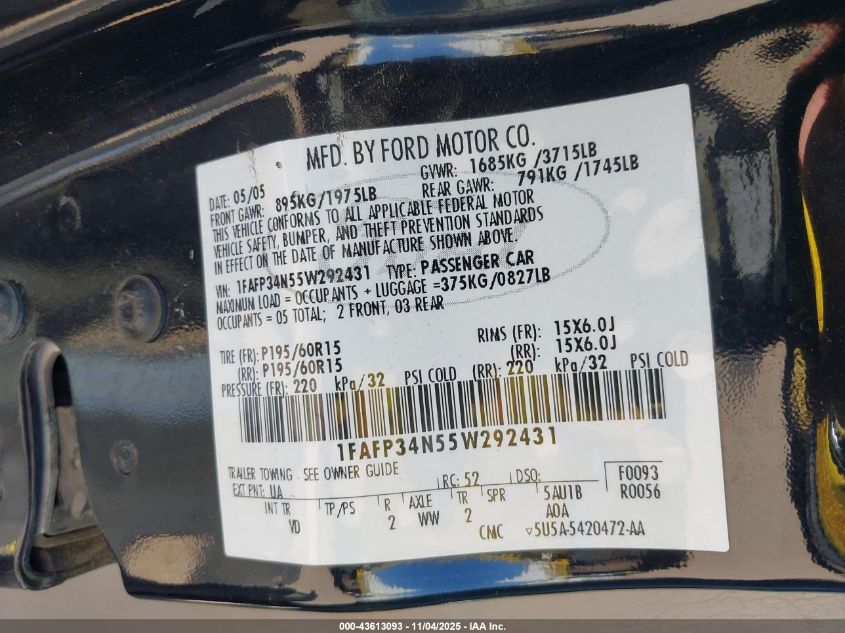 MFD. BY FORD MOTOR CO.
DATE: 05/05 GVWR: 1685KG /3715LB
FRONT GAWR: 895KG/1975LB REAR GAWR: 791KG /1745LB
THIS VEHICLE CONFORMS TO ALL APPLICABLE FEDERAL MOTOR
VEHICLE SAFETY, BUMPER, AND THEFT PREVENTION STANDARDS
IN EFFECT ON THE DATE OF MANUFACTURE SHOWN ABOVE.
VIN: 1FAFP34N55W292431 TYPE: PASSENGER CAR
MAXIMUM LOAD = OCCUPANTS + LUGGAGE =375KG/0827LB
OCCUPANTS = 05 TOTAL; 2 FRONT, 03 REAR
TIRE (FR): P195/60R15 RIMS (FR): 15X6.0J
(RR): P195/60R15 (RR): 15X6.0J
PRESSURE (FR): 220 kPa/32 PSI COLD (RR): 220 kPa/32 PSI COLD
1FAFP34N55W292431
TRAILER TOWING - SEE OWNER GUIDE
EXT PNT: UA RC: 52 DSO: F0093
INT TR TP/PS R AXLE TR SPR 5AU1B R0056
VD 2 WW 2 AOA
CMC ▽5U5A-5420472-AA
000-43613093 - 11/04/2025 - IAA Inc.